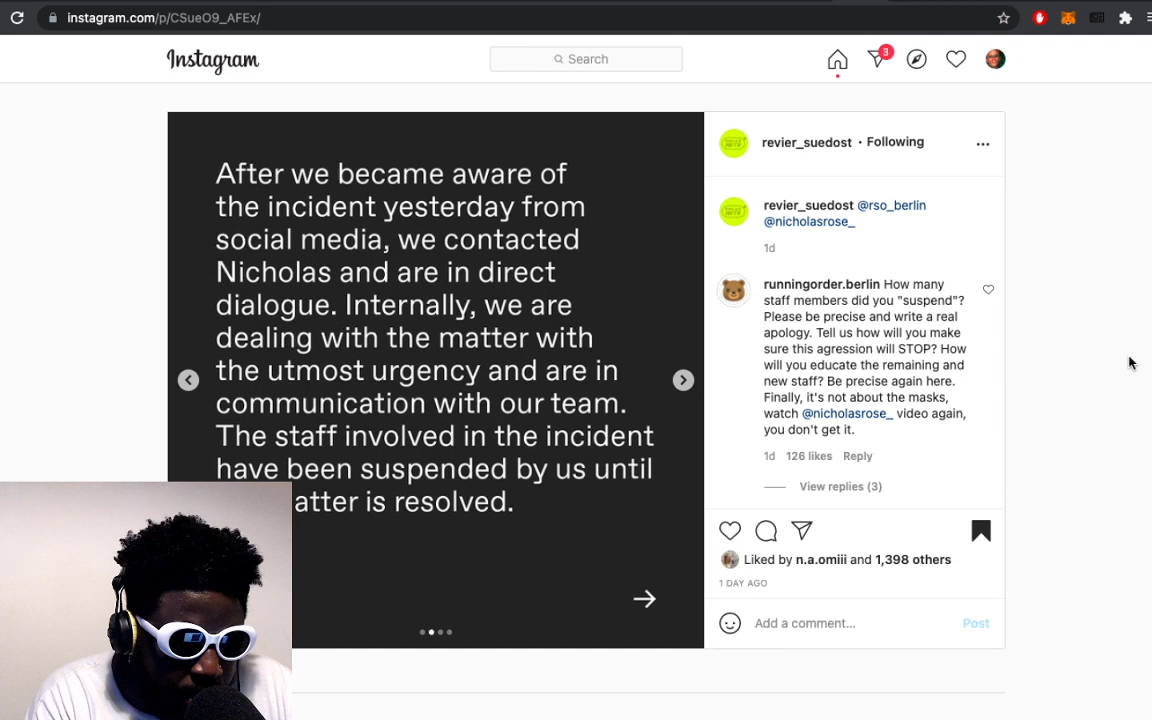 instagram.com/p/CSueO9_AFEx/
Instagram
Search
3
After we became aware of
the incident yesterday from
social media, we contacted
Nicholas and are in direct
dialogue. Internally, we are
dealing with the matter with
the utmost urgency and are in
communication with our team.
The staff involved in the incident
have been suspended by us until
atter is resolved.
revier_suedost • Following
revier_suedost @rso_berlin
@nicholasrose_
1d
runningorder.berlin How many
staff members did you "suspend"?
Please be precise and write a real
apology. Tell us how will you make
sure this agression will STOP? How
will you educate the remaining and
new staff? Be precise again here.
Finally, it's not about the masks,
watch @nicholasrose_ video again,
you don't get it.
1d 126 likes Reply
View replies (3)
Liked by n.a.omiii and 1,398 others
1 DAY AGO
Add a comment... Post